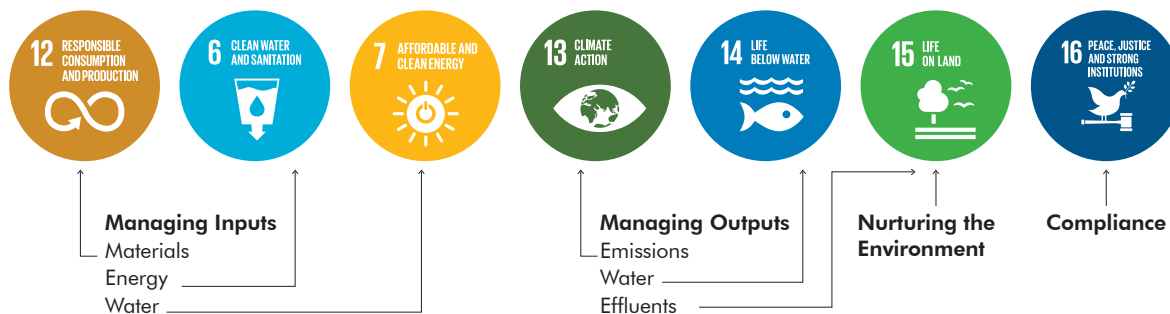 12 RESPONSIBLE
CONSUMPTION
AND PRODUCTION
6 CLEAN WATER
AND SANITATION
7 AFFORDABLE AND
CLEAN ENERGY
13 CLIMATE
ACTION
14 LIFE
BELOW WATER
15 LIFE
ON LAND
16 PEACE, JUSTICE
AND STRONG
INSTITUTIONS
Managing Inputs
Materials
Energy
Water
Managing Outputs
Emissions
Water
Effluents
Nurturing the
Environment
Compliance